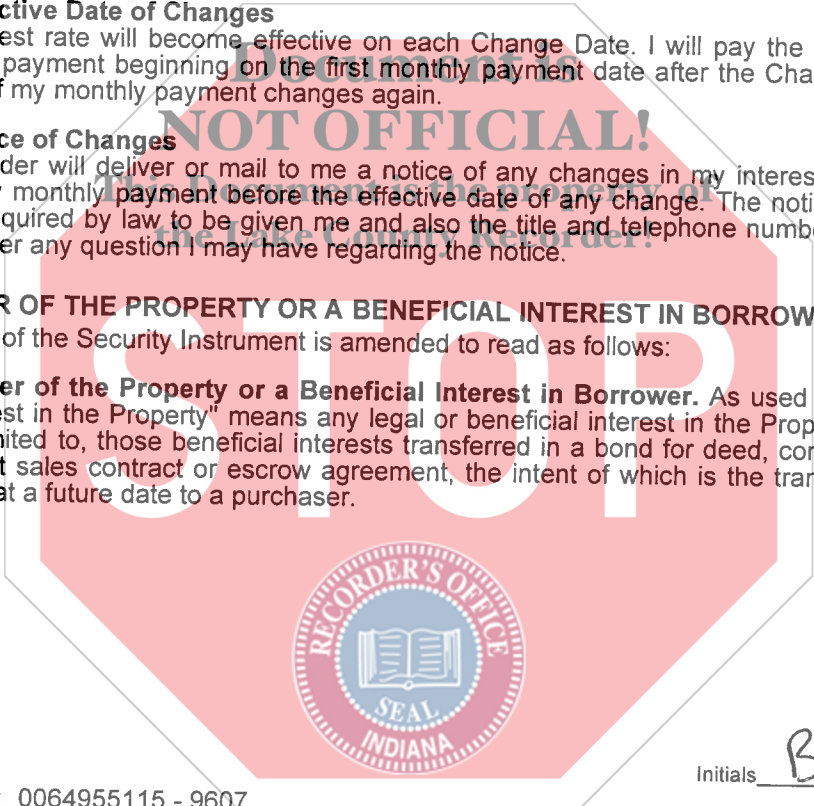 ctive Date of Changes
est rate will become effective on each Change Date. I will pay the
payment beginning on the first monthly payment date after the Cha
f my monthly payment changes again.
ce of Changes
der will deliver or mail to me a notice of any changes in my interes
monthly payment before the effective date of any change. The noti
quired by law to be given me and also the title and telephone numbe
er any question I may have regarding the notice.
R OF THE PROPERTY OR A BENEFICIAL INTEREST IN BORROW
of the Security Instrument is amended to read as follows:
er of the Property or a Beneficial Interest in Borrower. As used
est in the Property" means any legal or beneficial interest in the Prop
nited to, those beneficial interests transferred in a bond for deed, con
t sales contract or escrow agreement, the intent of which is the tran
at a future date to a purchaser.
Document is
NOT OFFICIAL!
This Document is the property of
the Lake County Recorder!
STOP
RECORDER'S OFFICE
SEAL
INDIANA
Initials B
0064955115 - 9607